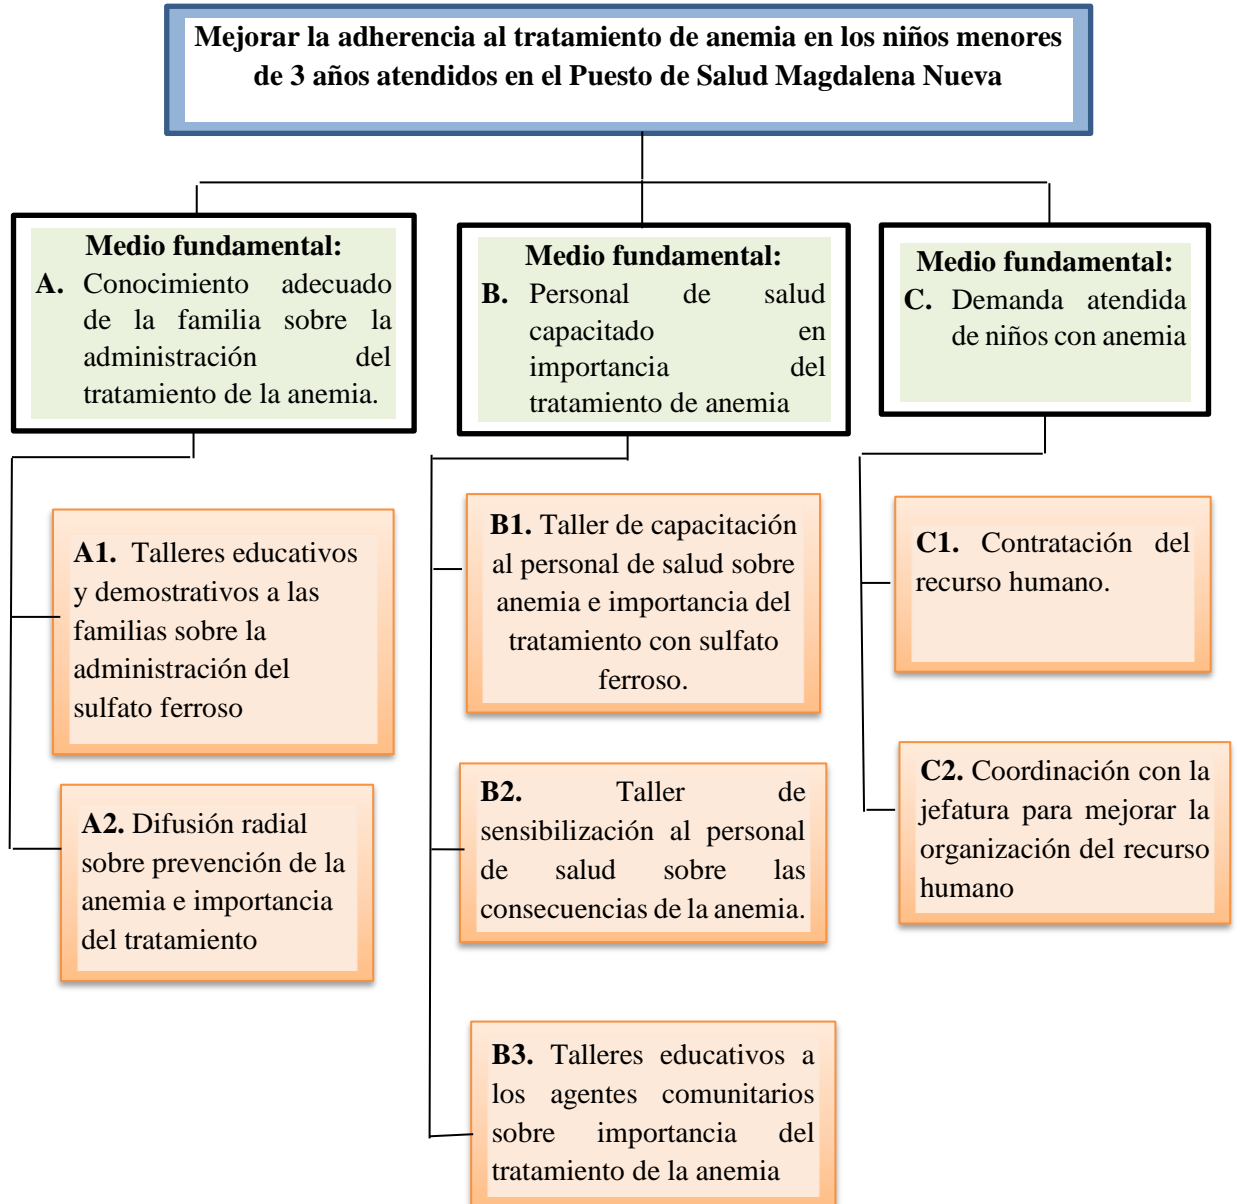 Mejorar la adherencia al tratamiento de anemia en los niños menores
de 3 años atendidos en el Puesto de Salud Magdalena Nueva
Medio fundamental:
A. Conocimiento adecuado
de la familia sobre la
administración del
tratamiento de la anemia.
Medio fundamental:
B. Personal de salud
capacitado en
importancia del
tratamiento de anemia
Medio fundamental:
C. Demanda atendida
de niños con anemia
A1. Talleres educativos
y demostrativos a las
familias sobre la
administración del
sulfato ferroso
A2. Difusión radial
sobre prevención de la
anemia e importancia
del tratamiento
B1. Taller de capacitación
al personal de salud sobre
anemia e importancia del
tratamiento con sulfato
ferroso.
B2. Taller de
sensibilización al personal
de salud sobre las
consecuencias de la anemia.
B3. Talleres educativos a
los agentes comunitarios
sobre importancia del
tratamiento de la anemia
C1. Contratación del
recurso humano.
C2. Coordinación con la
jefatura para mejorar la
organización del recurso
humano